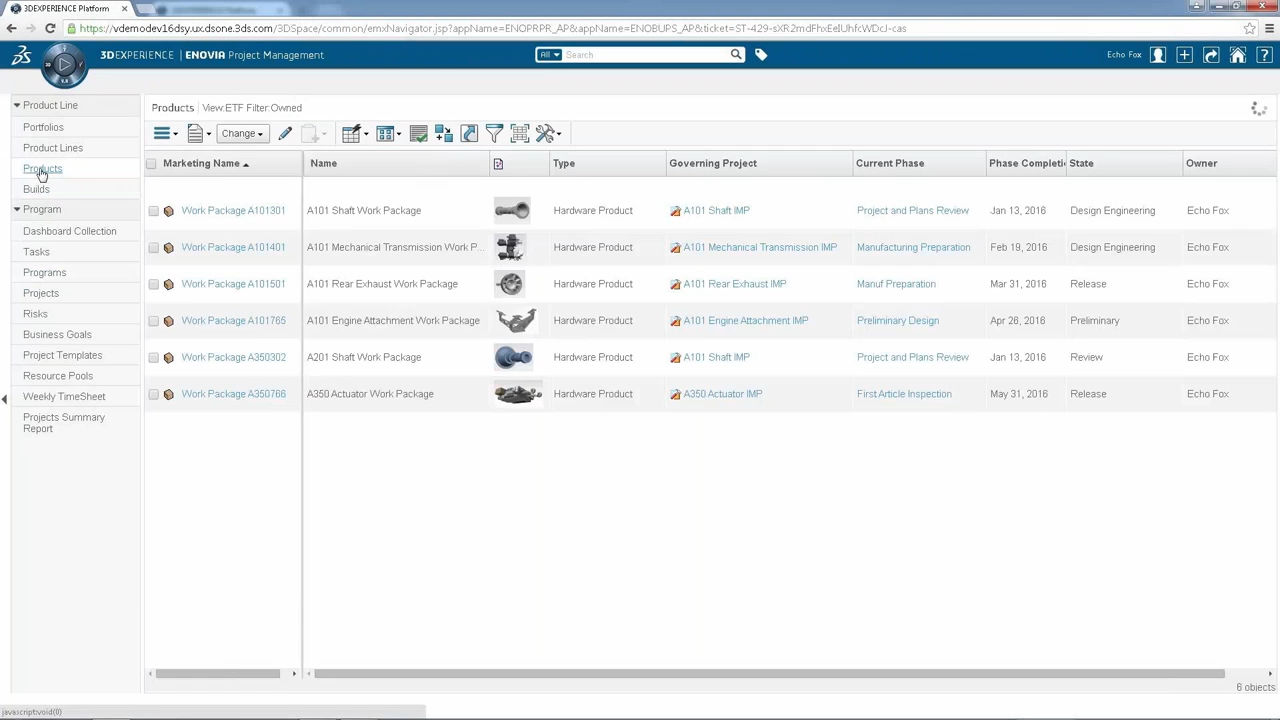 3DEXPERIENCE Platform
https://vdemodev16dsy.ux.dsone.3ds.com/3DSpace/common/emxNavigator.jsp?appName=ENOPRPR_AP&appName=ENOBUPS_AP&ticket=ST-429-sXR2mdFhxEelUhfcWDcJ-cas
3DEXPERIENCE | ENOVIA Project Management
All
Search
Echo Fox
Product Line
Portfolios
Product Lines
Products
Builds
Program
Dashboard Collection
Tasks
Programs
Projects
Risks
Business Goals
Project Templates
Resource Pools
Weekly TimeSheet
Projects Summary
Report
Products | View:ETF Filter:Owned
Change
Marketing Name Name Type Governing Project Current Phase Phase Completi State Owner
Work Package A101301 A101 Shaft Work Package Hardware Product A101 Shaft IMP Project and Plans Review Jan 13, 2016 Design Engineering Echo Fox
Work Package A101401 A101 Mechanical Transmission Work P... Hardware Product A101 Mechanical Transmission IMP Manufacturing Preparation Feb 19, 2016 Design Engineering Echo Fox
Work Package A101501 A101 Rear Exhaust Work Package Hardware Product A101 Rear Exhaust IMP Manuf Preparation Mar 31, 2016 Release Echo Fox
Work Package A101765 A101 Engine Attachment Work Package Hardware Product A101 Engine Attachment IMP Preliminary Design Apr 26, 2016 Preliminary Echo Fox
Work Package A350302 A201 Shaft Work Package Hardware Product A101 Shaft IMP Project and Plans Review Jan 13, 2016 Review Echo Fox
Work Package A350766 A350 Actuator Work Package Hardware Product A350 Actuator IMP First Article Inspection May 31, 2016 Release Echo Fox
6 objects
javascript:void(0)